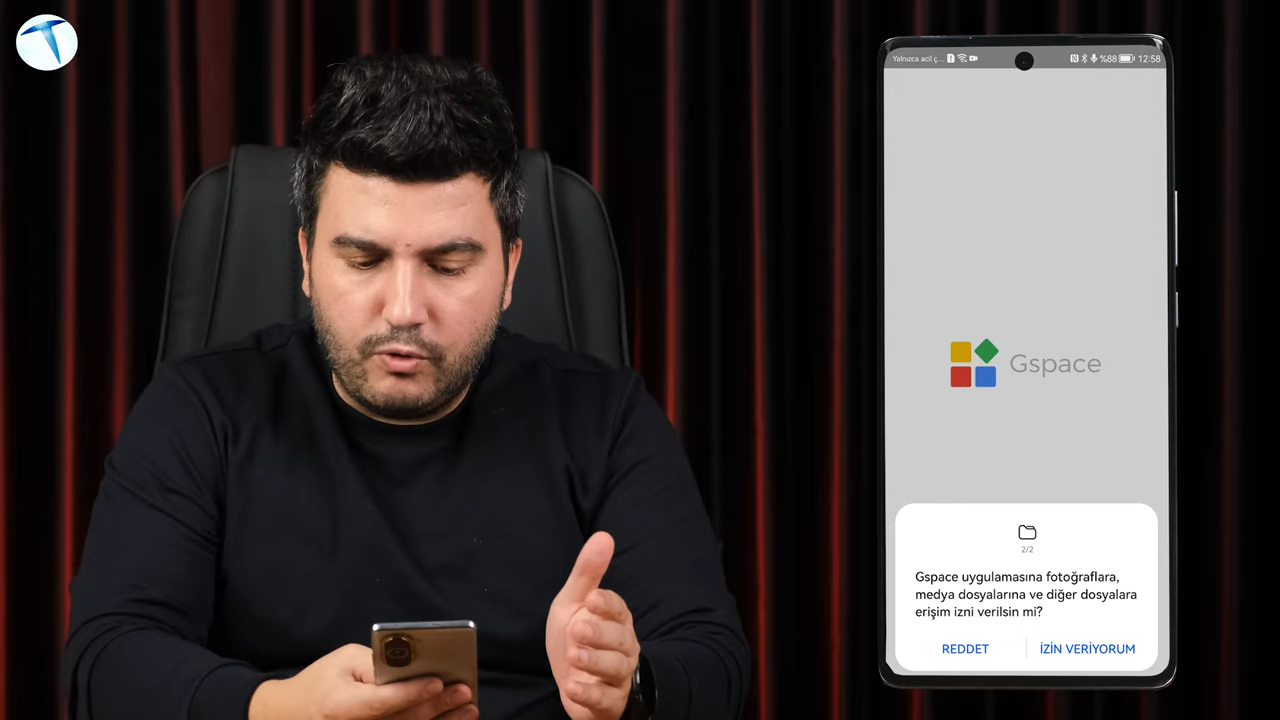 Yalnızca acil ç...
%88
12:58
Gspace
2/2
Gspace uygulamasına fotoğraflara,
medya dosyalarına ve diğer dosyalara
erişim izni verilsin mi?
REDDET
İZİN VERİYORUM